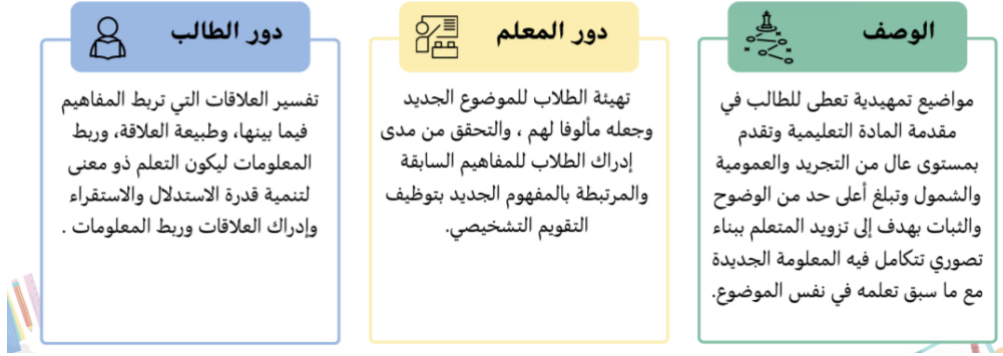 الوصف
مواضيع تمهيدية تعطى للطالب في
مقدمة المادة التعليمية وتقدم
بمستوى عال من التجريد والعمومية
والشمول وتبلغ أعلى حد من الوضوح
والثبات بهدف إلى تزويد المتعلم ببناء
تصوري تتكامل فيه المعلومة الجديدة
مع ما سبق تعلمه في نفس الموضوع.
دور المعلم
تهيئة الطلاب للموضوع الجديد
وجعله مألوفا لهم ، والتحقق من مدى
إدراك الطلاب للمفاهيم السابقة
والمرتبطة بالمفهوم الجديد بتوظيف
التقويم التشخيصي.
دور الطالب
تفسير العلاقات التي تربط المفاهيم
فيما بينها، وطبيعة العلاقة، وربط
المعلومات ليكون التعلم ذو معنى
لتنمية قدرة الاستدلال والاستقراء
وإدراك العلاقات وربط المعلومات .